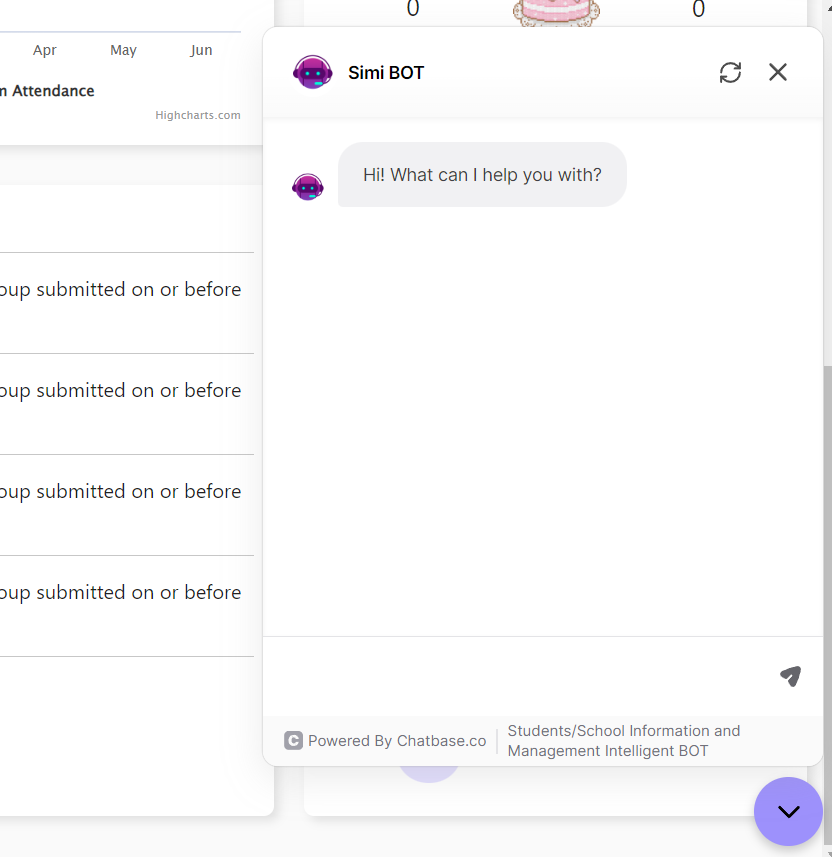 0
0
Apr May Jun
m Attendance
Highcharts.com
oup submitted on or before
oup submitted on or before
oup submitted on or before
oup submitted on or before
Simi BOT
Hi! What can I help you with?
C Powered By Chatbase.co
Students/School Information and
Management Intelligent BOT